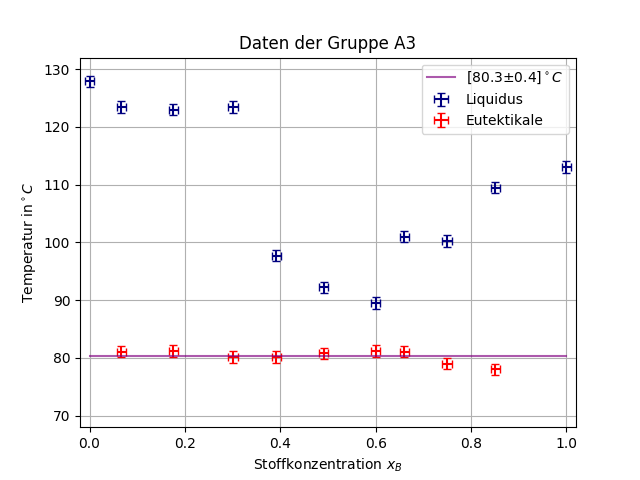 Daten der Gruppe A3
[80.3±0.4]°C
Liquidus
Eutektikale
Temperatur in°C
130
120
110
100
90
80
70
0.0 0.2 0.4 0.6 0.8 1.0
Stoffkonzentration x_B